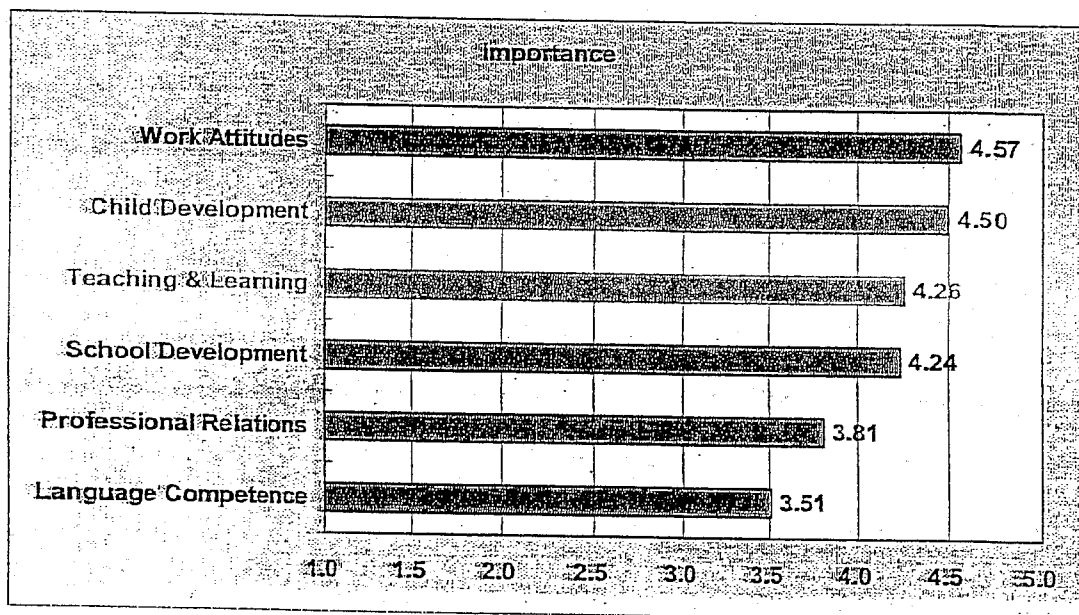 Importance
Work Attitudes 4.57
Child Development 4.50
Teaching & Learning 4.26
School Development 4.24
Professional Relations 3.81
Language Competence 3.51
1.0 1.5 2.0 2.5 3.0 3.5 4.0 4.5 5.0